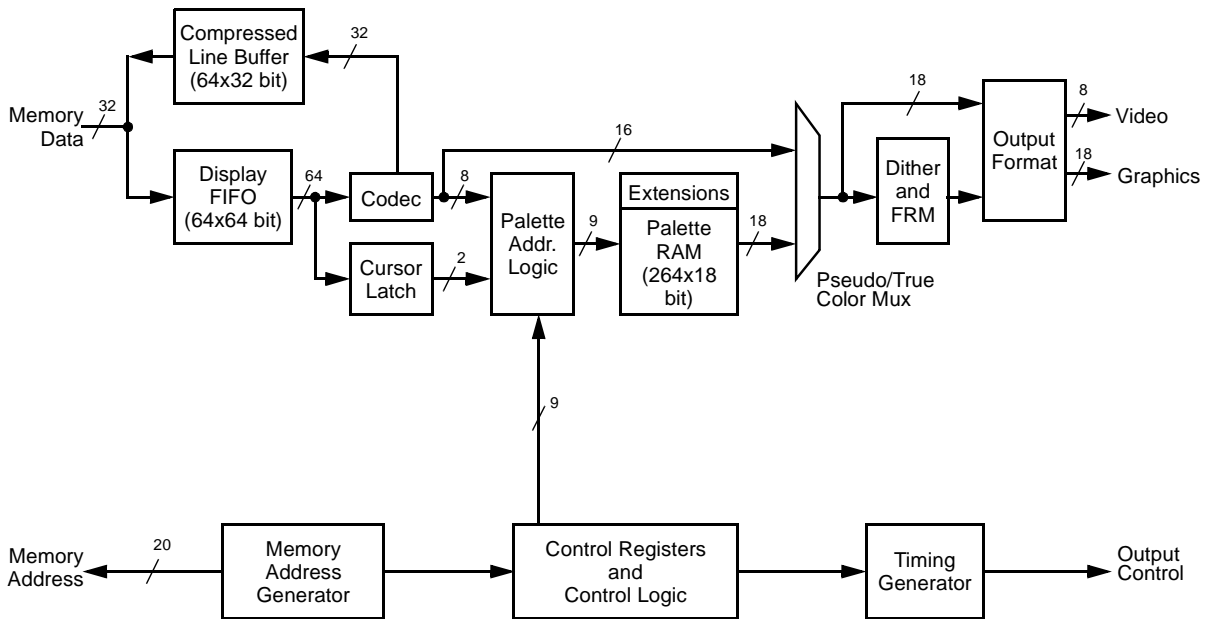 Compressed
Line Buffer
(64x32 bit)
32
Memory
Data
32
Display
FIFO
(64x64 bit)
64
Codec
8
16
Cursor
Latch
2
Palette
Addr.
Logic
9
Extensions
Palette
RAM
(264x18
bit)
18
Pseudo/True
Color Mux
18
Dither
and
FRM
Output
Format
8
Video
18
Graphics
9
Memory
Address
20
Memory
Address
Generator
Control Registers
and
Control Logic
Timing
Generator
Output
Control